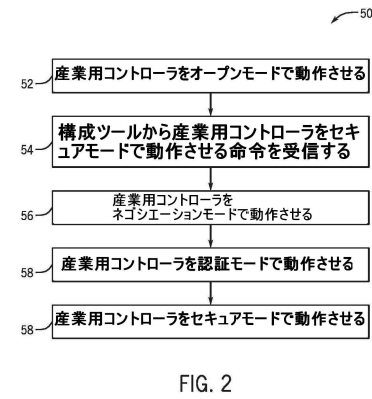 50
52
産業用コントローラをオープンモードで動作させる
54
構成ツールから産業用コントローラをセキ
ュアモードで動作させる命令を受信する
56
産業用コントローラを
ネゴシエーションモードで動作させる
58
産業用コントローラを認証モードで動作させる
58
産業用コントローラをセキュアモードで動作させる
FIG. 2